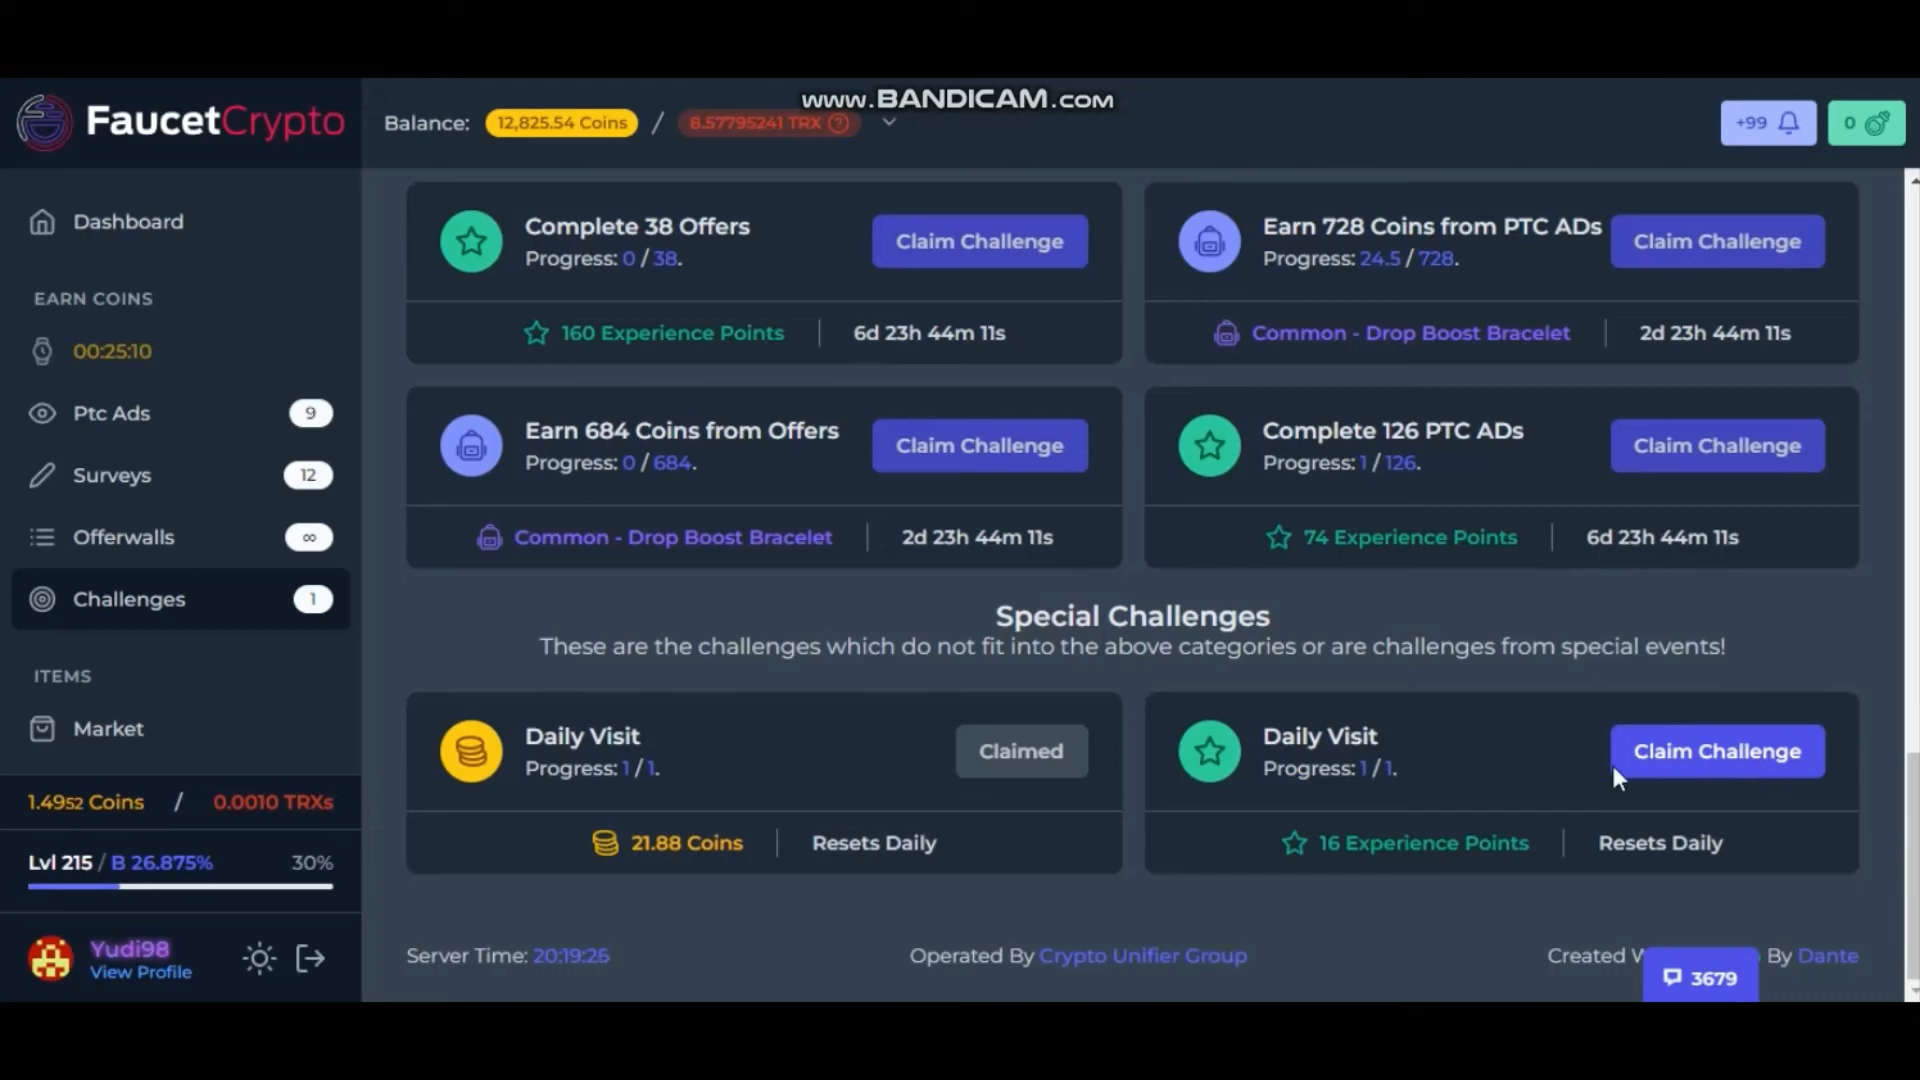 www.BANDICAM.com
FaucetCrypto
Balance: 12,825.54 Coins / 8.57795241 TRX
+99
0
Dashboard
EARN COINS
00:25:10
Ptc Ads 9
Surveys 12
Offerwalls ∞
Challenges 1
ITEMS
Market
1.4952 Coins / 0.0010 TRXs
Lvl 215 / B 26.875% 30%
Yudi98
View Profile
Complete 38 Offers
Progress: 0 / 38.
Claim Challenge
160 Experience Points
6d 23h 44m 11s
Earn 728 Coins from PTC ADs
Progress: 24.5 / 728.
Claim Challenge
Common - Drop Boost Bracelet
2d 23h 44m 11s
Earn 684 Coins from Offers
Progress: 0 / 684.
Claim Challenge
Common - Drop Boost Bracelet
2d 23h 44m 11s
Complete 126 PTC ADs
Progress: 1 / 126.
Claim Challenge
74 Experience Points
6d 23h 44m 11s
Special Challenges
These are the challenges which do not fit into the above categories or are challenges from special events!
Daily Visit
Progress: 1 / 1.
Claimed
21.88 Coins
Resets Daily
Daily Visit
Progress: 1 / 1.
Claim Challenge
16 Experience Points
Resets Daily
Server Time: 20:19:26
Operated By Crypto Unifier Group
Created By Dante
3679